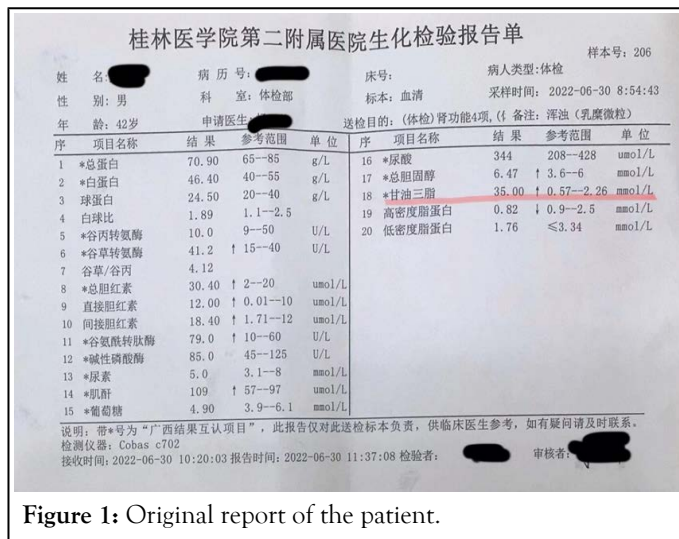 桂林医学院第二附属医院生化检验报告单
样本号: 206
姓 名: 病 历 号: 床号: 病人类型:体检
性 别: 男 科 室: 体检部 标本: 血清 采样时间: 2022-06-30 8:54:43
年 龄: 42岁 申请医生: 送检目的: (体检)肾功能4项,( 备注: 浑浊（乳糜微粒）
序 项目名称 结 果 参考范围 单 位
1 *总蛋白 70.90 65--85 g/L
2 *白蛋白 46.40 40--55 g/L
3 球蛋白 24.50 20--40 g/L
4 白球比 1.89 1.1--2.5
5 *谷丙转氨酶 10.0 9--50 U/L
6 *谷草转氨酶 41.2 ↑ 15--40 U/L
7 谷草/谷丙 4.12
8 *总胆红素 30.40 ↑ 2--20 umol/L
9 直接胆红素 12.00 ↑ 0.01--10 umol/L
10 间接胆红素 18.40 ↑ 1.71--12 umol/L
11 *谷氨酰转肽酶 79.0 ↑ 10--60 U/L
12 *碱性磷酸酶 85.0 45--125 U/L
13 *尿素 5.0 3.1--8 mmol/L
14 *肌酐 109 ↑ 57--97 umol/L
15 *葡萄糖 4.90 3.9--6.1 mmol/L
序 项目名称 结 果 参考范围 单 位
16 *尿酸 344 208--428 umol/L
17 *总胆固醇 6.47 ↑ 3.6--6 mmol/L
18 *甘油三脂 35.00 ↑ 0.57--2.26 mmol/L
19 高密度脂蛋白 0.82 ↓ 0.9--2.5 mmol/L
20 低密度脂蛋白 1.76 ≤3.34 mmol/L
说明: 带*号为“广西结果互认项目”, 此报告仅对此送检标本负责, 供临床医生参考, 如有疑问请及时联系。
检测仪器: Cobas c702
接收时间: 2022-06-30 10:20:03 报告时间: 2022-06-30 11:37:08 检验者: 审核者:
Figure 1: Original report of the patient.